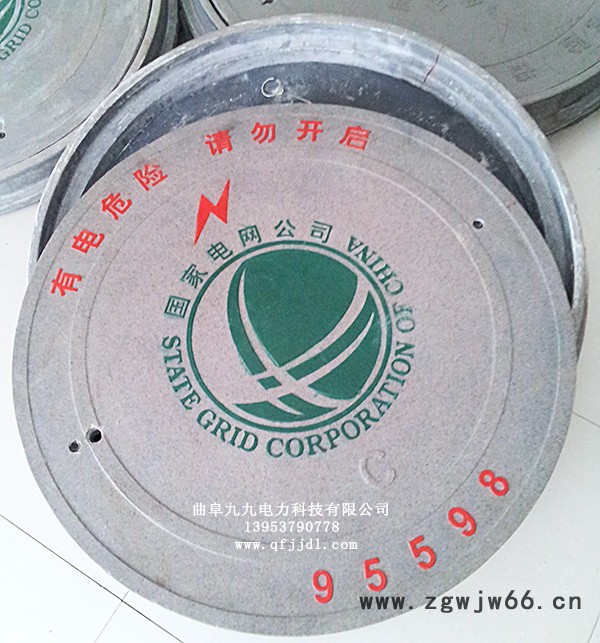 GRID CORPO
有电危险 请勿开启
国家电网公司
STATE GRID CORPORATION OF CHINA
C
曲阜九九电力科技有限公司
13953790778
www.qfjjdl.com
95598
www.zgwjw66.cn